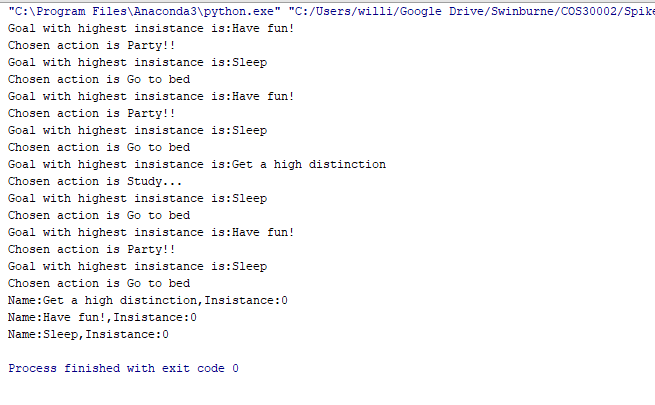 "C:\Program Files\Anaconda3\python.exe" "C:/Users/willi/Google Drive/Swinburne/COS30002/Spike
Goal with highest insistance is:Have fun!
Chosen action is Party!!
Goal with highest insistance is:Sleep
Chosen action is Go to bed
Goal with highest insistance is:Have fun!
Chosen action is Party!!
Goal with highest insistance is:Sleep
Chosen action is Go to bed
Goal with highest insistance is:Get a high distinction
Chosen action is Study...
Goal with highest insistance is:Sleep
Chosen action is Go to bed
Goal with highest insistance is:Have fun!
Chosen action is Party!!
Goal with highest insistance is:Sleep
Chosen action is Go to bed
Name:Get a high distinction,Insistance:0
Name:Have fun!,Insistance:0
Name:Sleep,Insistance:0
Process finished with exit code 0